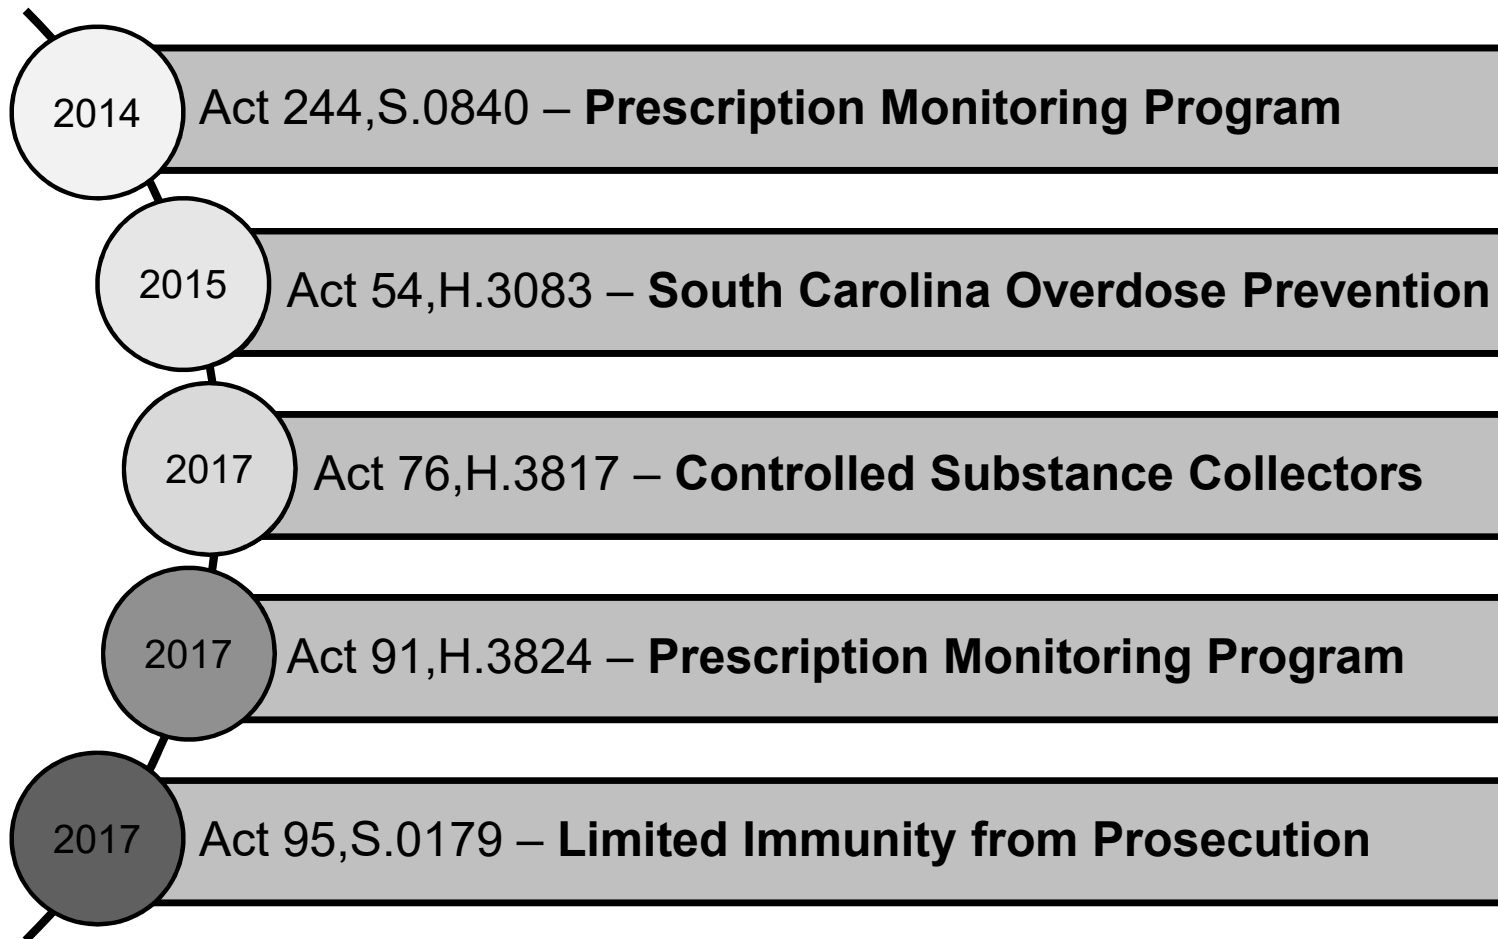 2014
Act 244,S.0840 – Prescription Monitoring Program
2015
Act 54,H.3083 – South Carolina Overdose Prevention
2017
Act 76,H.3817 – Controlled Substance Collectors
2017
Act 91,H.3824 – Prescription Monitoring Program
2017
Act 95,S.0179 – Limited Immunity from Prosecution